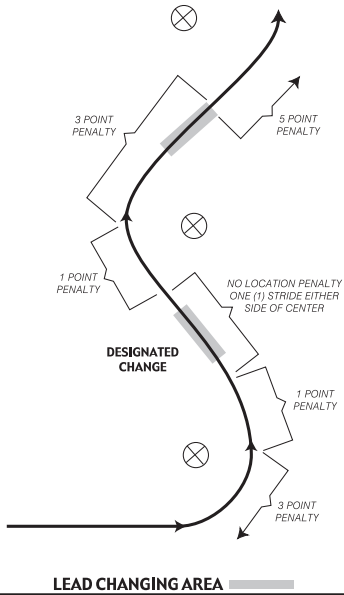 3 POINT
PENALTY
5 POINT
PENALTY
1 POINT
PENALTY
NO LOCATION PENALTY
ONE (1) STRIDE EITHER
SIDE OF CENTER
DESIGNATED
CHANGE
1 POINT
PENALTY
3 POINT
PENALTY
LEAD CHANGING AREA